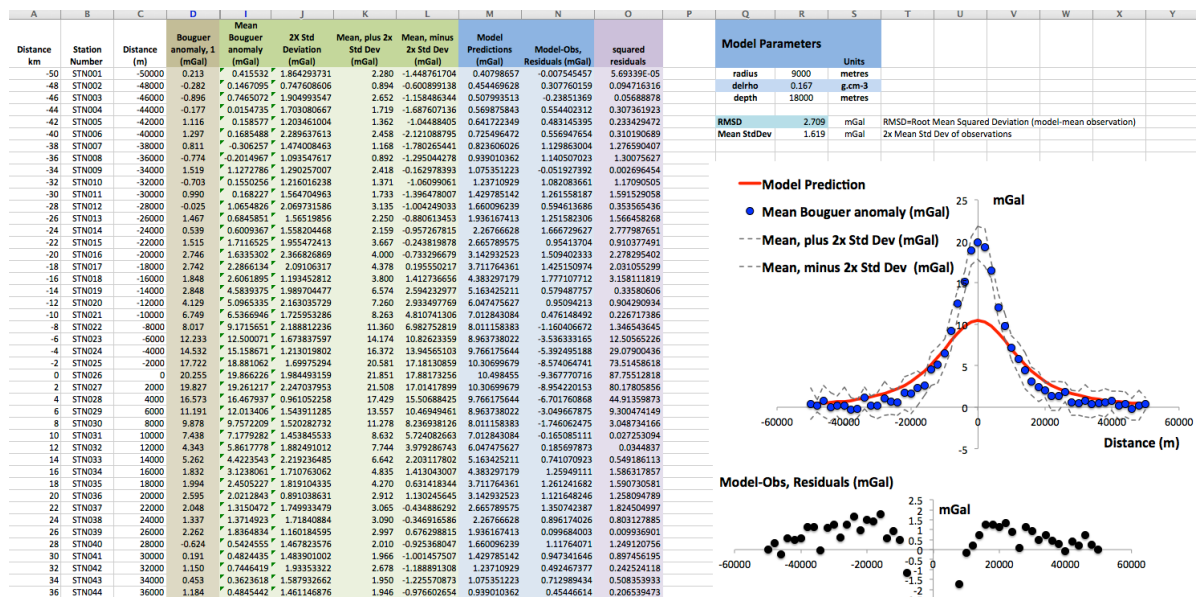 A B C D I J K L M N O P Q R S T U V W X Y
Mean
Bouguer Bouguer 2X Std Mean, plus 2x Mean, minus Model
Distance Station Distance anomaly, 1 anomaly Deviation Std Dev 2x Std Dev Predictions Model-Obs, squared
km Number (m) (mGal) (mGal) (mGal) (mGal) (mGal) (mGal) Residuals (mGal) residuals
-50 STN001 -50000 0.213 0.415532 1.864293731 2.280 -1.448761704 0.40798657 -0.007545457 5.69339E-05
-48 STN002 -48000 -0.282 0.1467095 0.747608606 0.894 -0.600899138 0.454469628 0.307760159 0.094716316
-46 STN003 -46000 -0.896 0.7465072 1.904993547 2.652 -1.158486344 0.507993513 -0.23851369 0.05688878
-44 STN004 -44000 -0.177 0.0154735 1.703080667 1.719 -1.687607136 0.569875843 0.554402312 0.307361923
-42 STN005 -42000 1.116 0.158577 1.203461004 1.362 -1.04488405 0.641722349 0.483145395 0.233429472
-40 STN006 -40000 1.297 0.1685488 2.289637613 2.458 -2.121088795 0.725496472 0.556947654 0.310190689
-38 STN007 -38000 0.811 -0.306257 1.474008463 1.168 -1.780265441 0.823606026 1.129863004 1.276590407
-36 STN008 -36000 -0.774 -0.2014967 1.093547617 0.892 -1.295044278 0.939010362 1.140507023 1.30075627
-34 STN009 -34000 1.519 1.1272786 1.290257007 2.418 -0.162978393 1.075351223 -0.051927392 0.002696454
-32 STN010 -32000 -0.703 0.1550256 1.216016238 1.371 -1.06099061 1.23710929 1.082083661 1.17090505
-30 STN011 -30000 0.990 0.168227 1.564704963 1.733 -1.396478007 1.429785142 1.261558187 1.591529058
-28 STN012 -28000 -0.025 1.0654826 2.069731586 3.135 -1.004249033 1.660096239 0.594613686 0.353565436
-26 STN013 -26000 1.467 0.6845851 1.56519856 2.250 -0.880613453 1.936167413 1.251582306 1.566458268
-24 STN014 -24000 0.539 0.6009367 1.558204468 2.159 -0.957267815 2.26766628 1.666729627 2.777987651
-22 STN015 -22000 1.515 1.7116525 1.955472413 3.667 -0.243819878 2.665789575 0.95413704 0.910377491
-20 STN016 -20000 2.746 1.6335302 2.366826869 4.000 -0.733296679 3.142932523 1.509402333 2.278295425
-18 STN017 -18000 2.742 2.2866134 2.09106317 4.378 0.195550217 3.711764361 1.425150974 2.031055299
-16 STN018 -16000 1.848 2.6061895 1.193452812 3.800 1.412736656 4.383297179 1.777107712 3.158111819
-14 STN019 -14000 2.848 4.5839375 1.989704477 6.574 2.594232977 5.163425211 0.579487757 0.33580606
-12 STN020 -12000 4.129 5.0965335 2.163035729 7.260 2.933497769 6.047475627 0.95094213 0.904290934
-10 STN021 -10000 6.749 6.5366946 1.725953286 8.263 4.810741306 7.012843084 0.476148492 0.226717386
-8 STN022 -8000 8.017 9.1715651 2.188812236 11.360 6.982752819 8.011158383 -1.160406672 1.346543645
-6 STN023 -6000 12.233 12.500071 1.673837597 14.174 10.82623359 8.963738022 -3.536333165 12.50565226
-4 STN024 -4000 14.532 15.158671 1.213019802 16.372 13.94565103 9.766175644 -5.392495188 29.07900436
-2 STN025 -2000 17.722 18.881062 1.69975294 20.581 17.18130859 10.30699679 -8.574064741 73.51458618
0 STN026 0 20.255 19.866226 1.984493159 21.851 17.88173256 10.498455 -9.367770716 87.75512818
2 STN027 2000 19.827 19.261217 2.247037953 21.508 17.01417899 10.30699679 -8.954220153 80.17805856
4 STN028 4000 16.573 16.467937 0.961052235 17.429 15.50688425 9.766175644 -6.701760868 44.91359873
6 STN029 6000 11.191 12.013406 1.543911285 13.557 10.46949461 8.963738022 -3.049667875 9.300474149
8 STN030 8000 9.878 9.7572209 1.520282732 11.278 8.236938126 8.011158383 -1.746062475 3.048734166
10 STN031 10000 7.438 7.1779282 1.453845533 8.632 5.724082663 7.012843084 -0.165085111 0.027253094
12 STN032 12000 4.343 5.8617778 1.882491012 7.744 3.979286743 6.047475627 0.185697873 0.0344837
14 STN033 14000 5.262 4.4223543 2.219236485 6.642 2.203117802 5.163425211 0.741070923 0.549186113
16 STN034 16000 1.832 3.1238061 1.710763062 4.835 1.413043007 4.383297179 1.25949111 1.586317857
18 STN035 18000 1.994 2.4505227 1.819104335 4.270 0.631418344 3.711764361 1.261241682 1.590730581
20 STN036 20000 2.595 2.0212843 0.891038631 2.912 1.130245645 3.142932523 1.121648246 1.258094789
22 STN037 22000 2.048 1.3150472 1.749933479 3.065 -0.434886292 2.665789575 1.350742387 1.824504997
24 STN038 24000 1.337 1.3714923 1.71840884 3.090 -0.346916586 2.26766628 0.896174026 0.803127885
26 STN039 26000 2.262 1.8364834 1.160184595 2.997 0.676298815 1.936167413 0.099684003 0.009936901
28 STN040 28000 -0.624 0.5424555 1.467823576 2.010 -0.925368047 1.660096239 1.11764071 1.249120756
30 STN041 30000 0.191 0.4824435 1.483901002 1.966 -1.001457507 1.429785142 0.947341646 0.897456195
32 STN042 32000 1.150 0.7446419 1.93353322 2.678 -1.188891308 1.23710929 0.492467377 0.242524118
34 STN043 34000 0.453 0.3623618 1.587932662 1.950 -1.225570873 1.075351223 0.712989434 0.508353933
36 STN044 36000 1.184 0.4845442 1.461146876 1.946 -0.976602654 0.939010362 0.45446614 0.206539473
Model Parameters
Units
radius 9000 metres
delrho 0.167 g.cm-3
depth 18000 metres
RMSD 2.709 mGal RMSD=Root Mean Squared Deviation (model-mean observation)
Mean StdDev 1.619 mGal 2x Mean Std Dev of observations
Model Prediction
Mean Bouguer anomaly (mGal)
Mean, plus 2x Std Dev (mGal)
Mean, minus 2x Std Dev (mGal)
25 mGal
20
15
10
5
0
-5
-60000 -40000 -20000 0 20000 40000 60000
Distance (m)
Model-Obs, Residuals (mGal)
mGal
2.5
2
1.5
1
0.5
0
-0.5
-1
-1.5
-2
-60000 -40000 -20000 0 20000 40000 60000